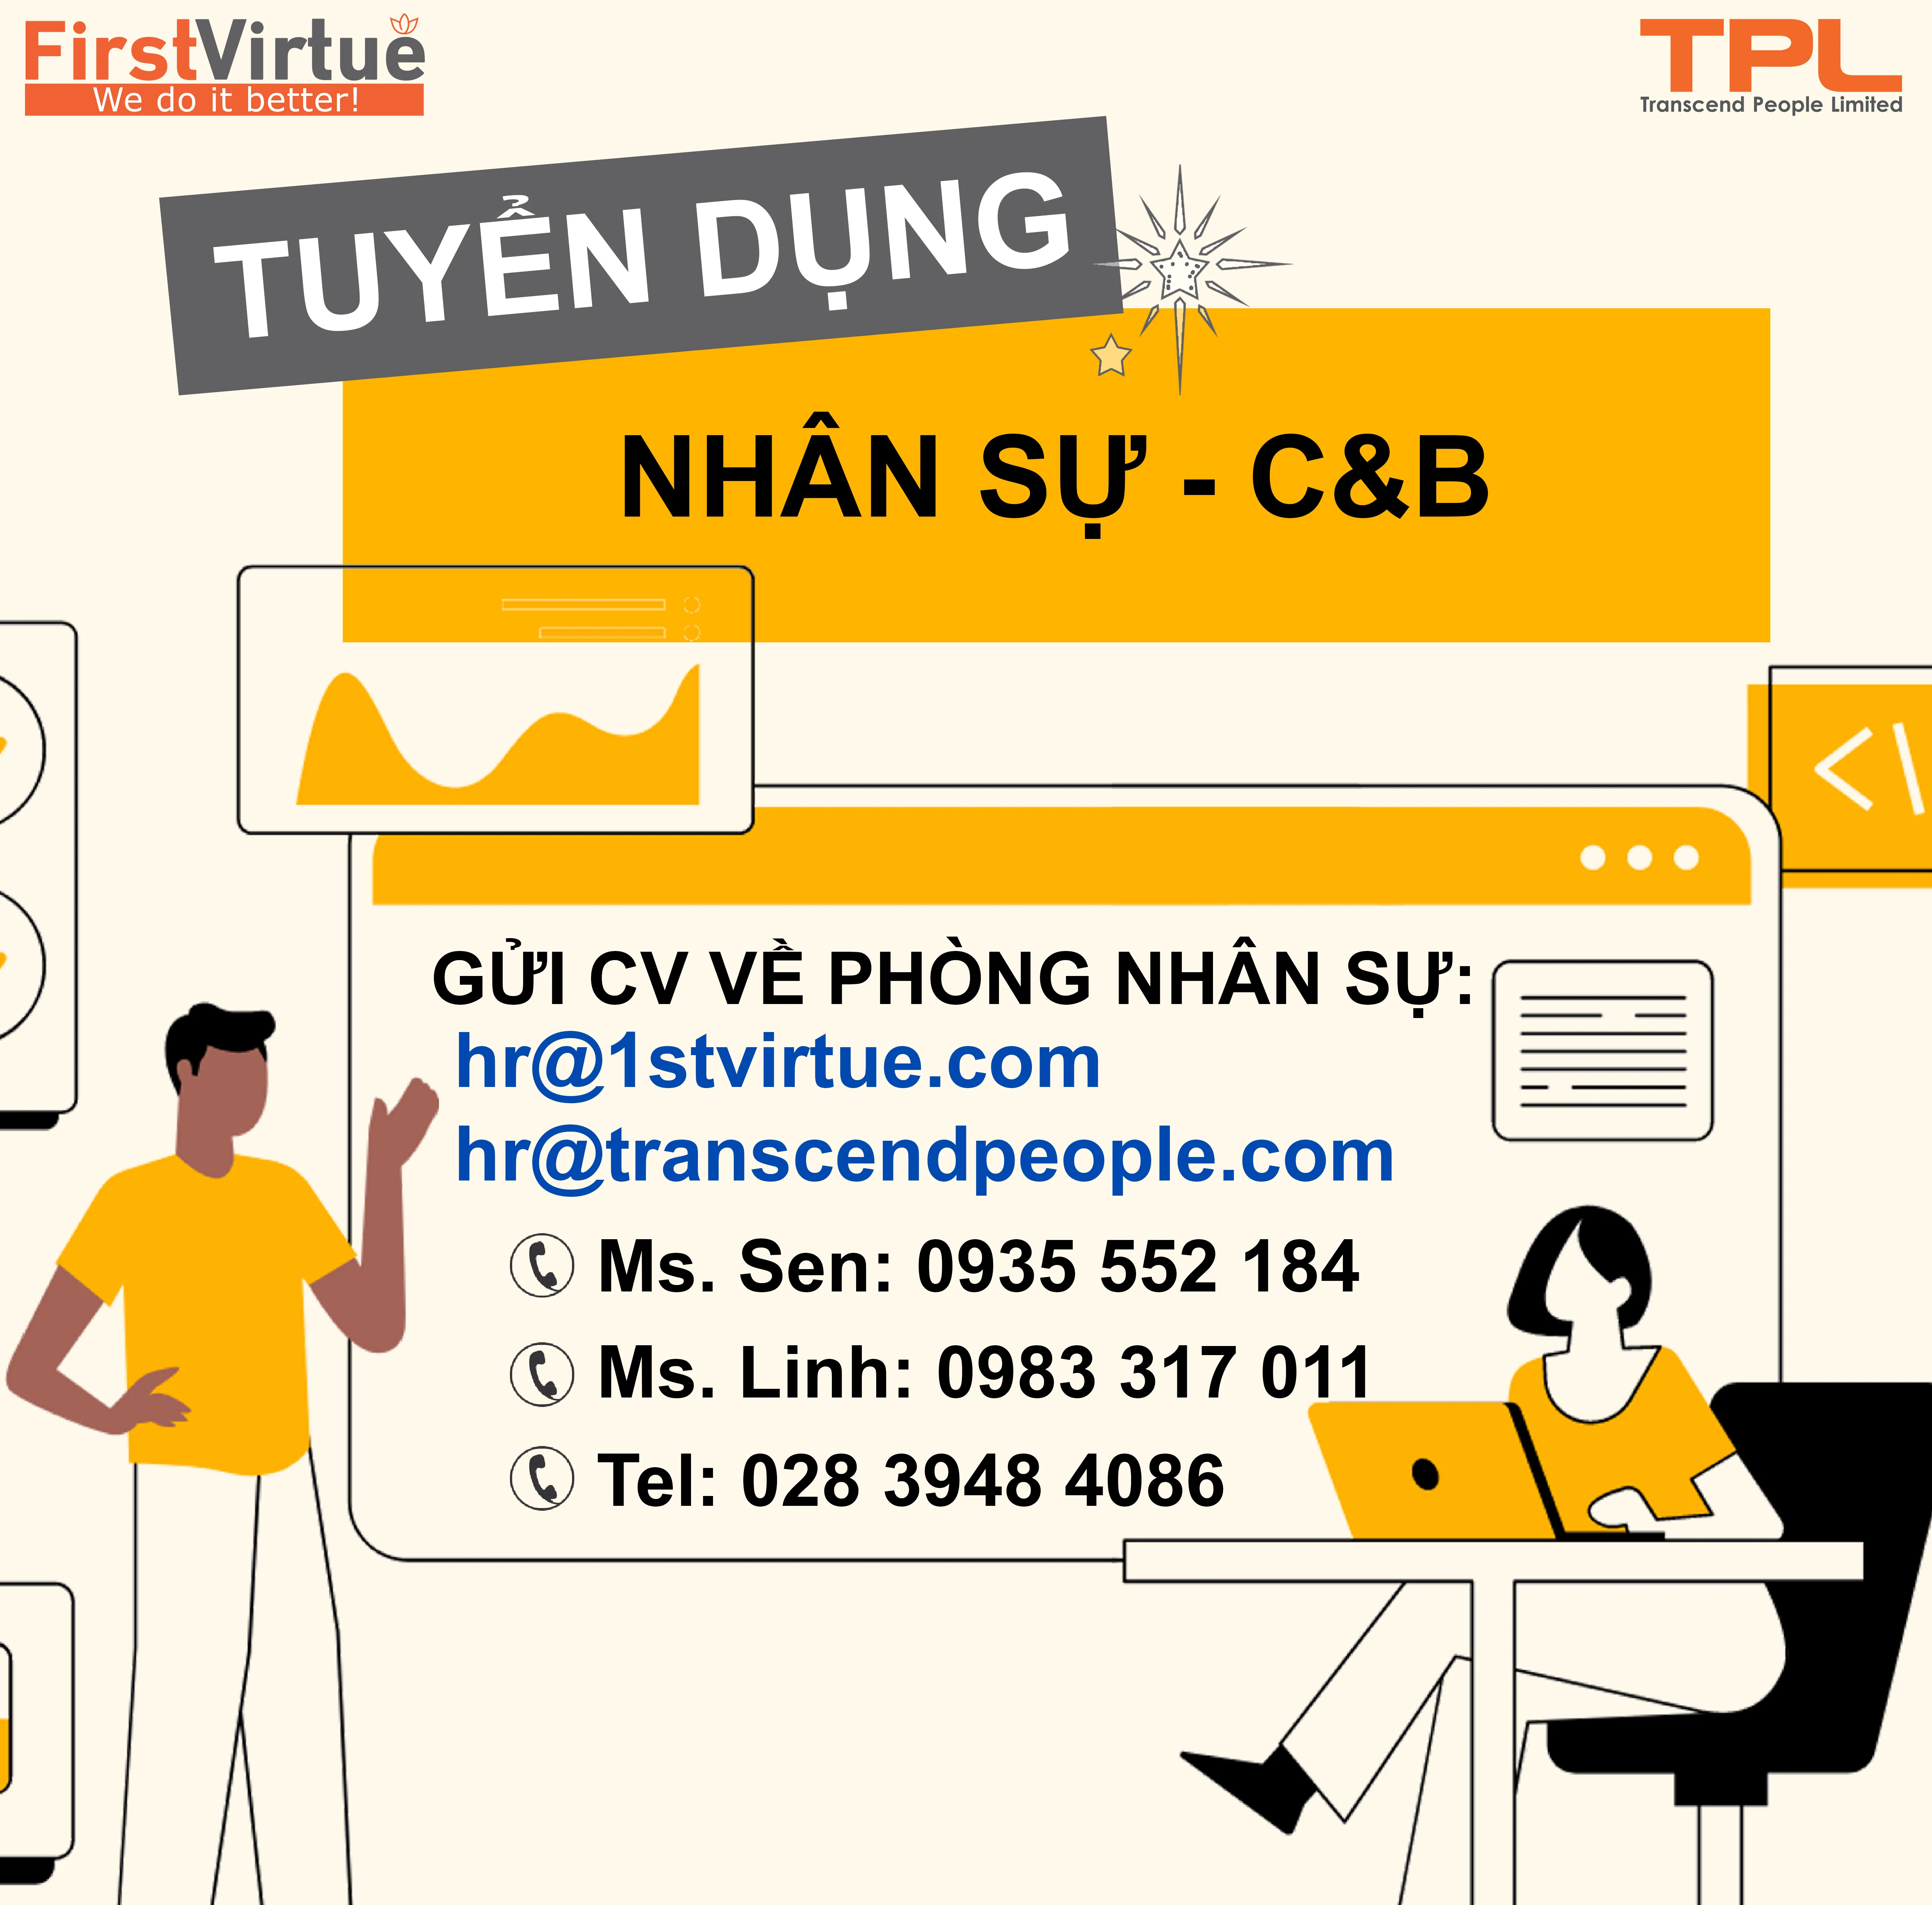 FirstVirtue
We do it better!
TPL
Transcend People Limited
TUYỂN DỤNG
NHÂN SỰ - C&B
<\
GỬI CV VỀ PHÒNG NHÂN SỰ:
hr@1stvirtue.com
hr@transcendpeople.com
Ms. Sen: 0935 552 184
Ms. Linh: 0983 317 011
Tel: 028 3948 4086